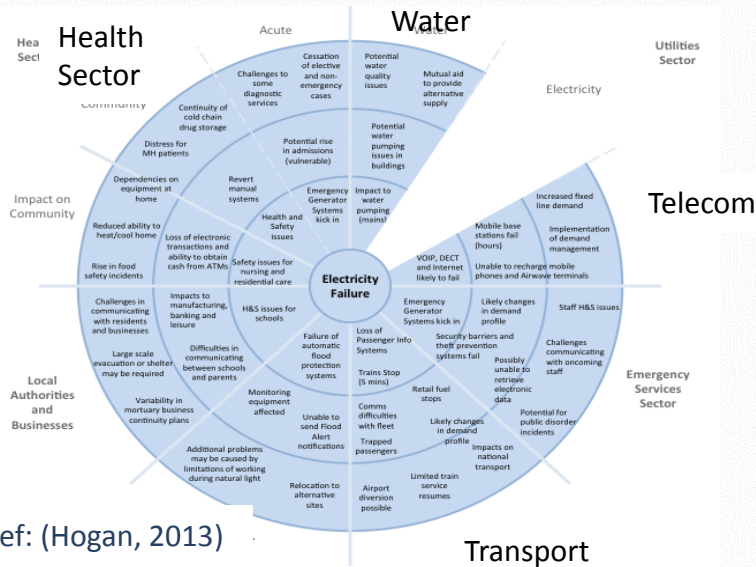 Health
Sector
Acute
Water
Utilities
Sector
Electricity
Telecom
Community
Impact on
Community
Local
Authorities
and
Businesses
Emergency
Services
Sector
Transport
Electricity
Failure
Challenges to
some
diagnostic
services
Cessation
of elective
and non-
emergency
cases
Continuity of
cold chain
drug storage
Distress for
MH patients
Potential rise
in admissions
(vulnerable)
Revert
manual
systems
Emergency
Generator
Systems
kick in
Health and
Safety
issues
Potential
water
quality
issues
Mutual aid
to provide
alternative
supply
Potential
water
pumping
issues in
buildings
Impact to
water
pumping
(mains)
Increased fixed
line demand
Implementation
of demand
management
Mobile base
stations fail
(hours)
Unable to recharge mobile
phones and Airwave terminals
VOIP, DECT
and Internet
likely to fail
Dependencies on
equipment at
home
Reduced ability to
heat/cool home
Rise in food
safety incidents
Loss of electronic
transactions and
ability to obtain
cash from ATMs
Safety issues for
nursing and
residential care
Challenges in
communicating
with residents
and businesses
Large scale
evacuation or shelter
may be required
Variability in
mortuary business
continuity plans
Impacts to
manufacturing,
banking and
leisure
Difficulties in
communicating
between schools
and parents
H&S issues for
schools
Failure of
automatic
flood
protection
systems
Monitoring
equipment
affected
Unable to
send Flood
Alert
notifications
Additional problems
may be caused by
limitations of working
during natural light
Relocation to
alternative
sites
Loss of
Passenger Info
Systems
Trains Stop
(5 mins)
Comms
difficulties
with fleet
Trapped
passengers
Retail fuel
stops
Likely changes
in demand
profile
Impacts on
national
transport
Airport
diversion
possible
Limited train
service
resumes
Emergency
Generator
Systems kick in
Security barriers and
theft prevention
systems fail
Likely changes
in demand
profile
Possibly
unable to
retrieve
electronic
data
Staff H&S issues
Challenges
communicating
with oncoming
staff
Potential for
public disorder
incidents
ef: (Hogan, 2013)